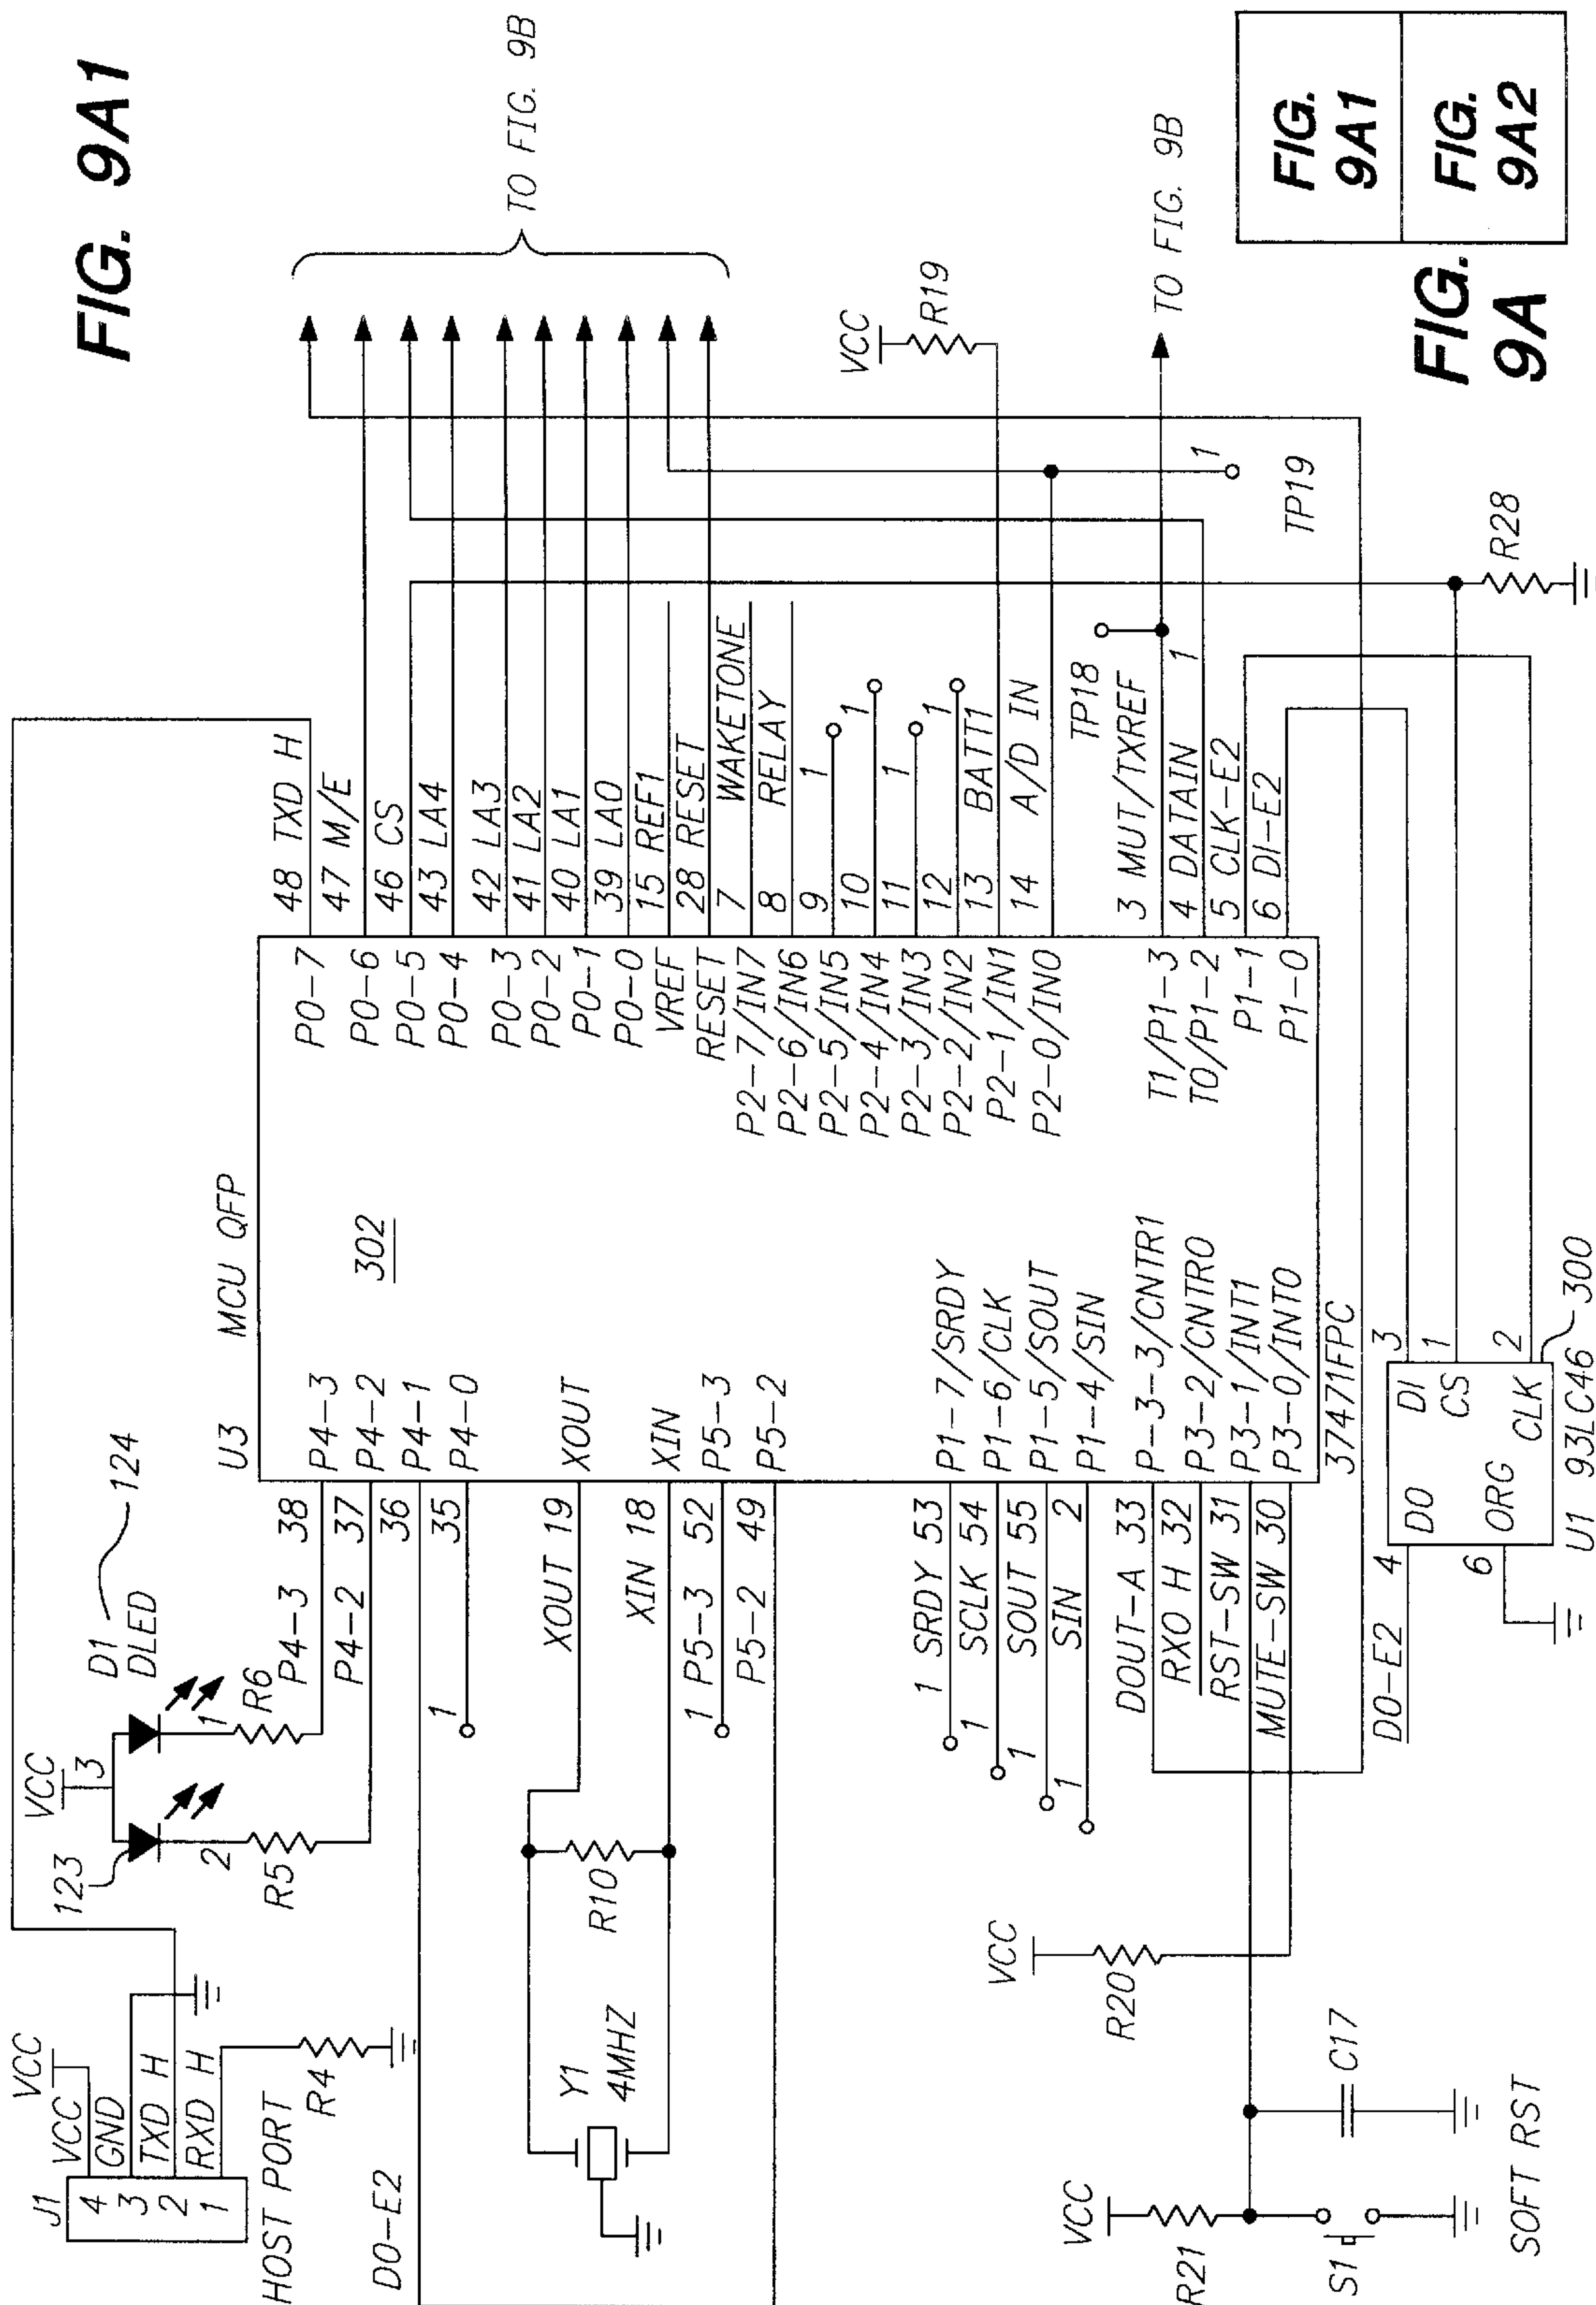 FIG. 9A1
J1
VCC
VCC
4
GND
3
TXD H
2
RXD H
1
HOST PORT
R4
DO-E2
VCC
3
123
D1
DLED
124
2
1
R5
R6
P4-3 38
P4-2 37
36
35
1
XOUT 19
XIN 18
1 P5-3 52
P5-2 49
Y1
4MHZ
R10
1 SRDY 53
1
SCLK 54
1
SOUT 55
1
SIN 2
DOUT-A 33
RXO H 32
RST-SW 31
MUTE-SW 30
VCC
R20
VCC
R21
S1
C17
SOFT RST
U3
MCU QFP
302
P4-3
P4-2
P4-1
P4-0
XOUT
XIN
P5-3
P5-2
P1-7/SRDY
P1-6/CLK
P1-5/SOUT
P1-4/SIN
P-3-3/CNTR1
P3-2/CNTR0
P3-1/INT1
P3-0/INT0
37471FPC
P0-7
P0-6
P0-5
P0-4
P0-3
P0-2
P0-1
P0-0
VREF
RESET
P2-7/IN7
P2-6/IN6
P2-5/IN5
P2-4/IN4
P2-3/IN3
P2-2/IN2
P2-1/IN1
P2-0/IN0
T1/P1-3
TO/P1-2
P1-1
P1-0
48 TXD H
47 M/E
46 CS
43 LA4
42 LA3
41 LA2
40 LA1
39 LA0
15 REF1
28 RESET
7 WAKETONE
8 RELAY
9 1
10 1
11 1
12 1
13 BATT1
14 A/D IN
TP18
3 MUT/TXREF
1
4 DATAIN
5 CLK-E2
6 DI-E2
TO FIG. 9B
VCC
R19
TO FIG. 9B
1
TP19
R28
DO-E2
4
6
DO
ORG
DI
CS
CLK
3
1
2
U1 93LC46
300
FIG. 9A1
FIG. 9A2
FIG. 9A